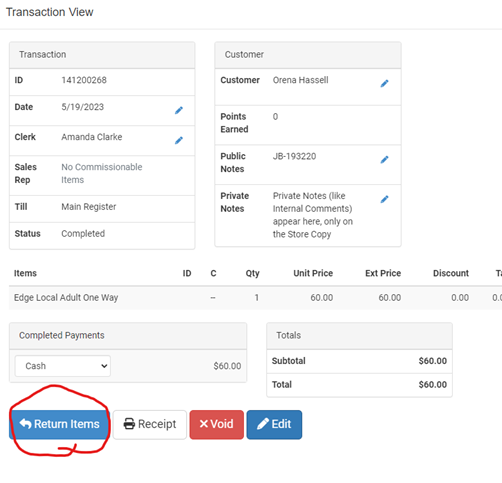 Transaction View
Transaction
ID 141200268
Date 5/19/2023
Clerk Amanda Clarke
Sales Rep No Commissionable Items
Till Main Register
Status Completed
Customer
Customer Orena Hassell
Points Earned 0
Public Notes JB-193220
Private Notes Private Notes (like
Internal Comments)
appear here, only on
the Store Copy
Items ID C Qty Unit Price Ext Price Discount
Edge Local Adult One Way -- 1 60.00 60.00 0.00
Completed Payments
Cash $60.00
Totals
Subtotal $60.00
Total $60.00
Return Items Receipt Void Edit